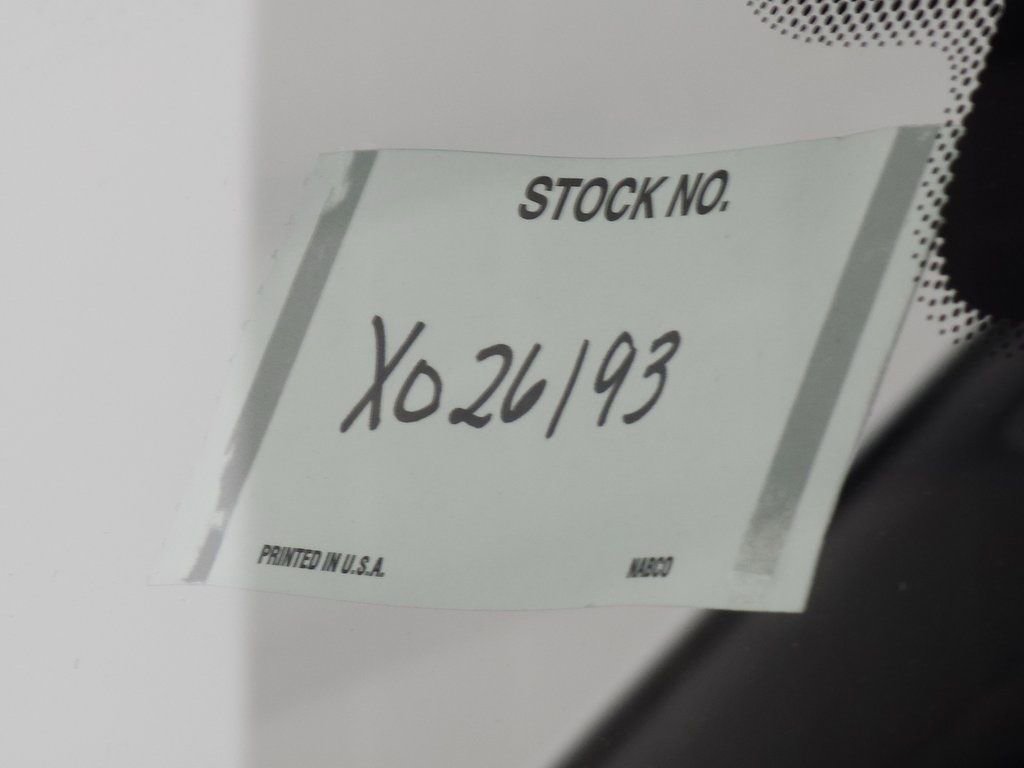 STOCK NO.
X026193
PRINTED IN U.S.A. NABCO